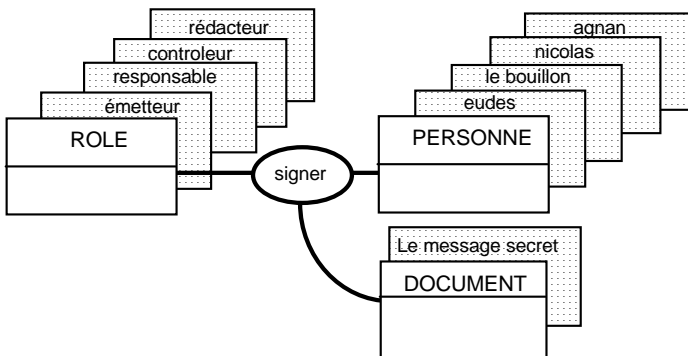 rédacteur
controleur
responsable
émetteur
ROLE
signer
agnan
nicolas
le bouillon
eudes
PERSONNE
Le message secret
DOCUMENT